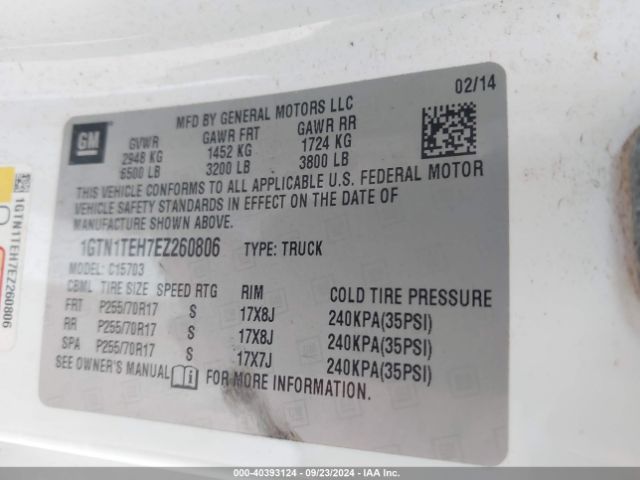 02/14
MFD BY GENERAL MOTORS LLC
GM
GVWR GAWR FRT GAWR RR
2948 KG 1452 KG 1724 KG
6500 LB 3200 LB 3800 LB
THIS VEHICLE CONFORMS TO ALL APPLICABLE U.S. FEDERAL MOTOR
VEHICLE SAFETY STANDARDS IN EFFECT ON THE DATE OF
MANUFACTURE SHOWN ABOVE.
1GTN1TEH7EZ260806 TYPE: TRUCK
MODEL: C15703
CBML TIRE SIZE SPEED RTG RIM COLD TIRE PRESSURE
FRT P255/70R17 S 17X8J 240KPA(35PSI)
RR P255/70R17 S 17X8J 240KPA(35PSI)
SPA P255/70R17 S 17X7J 240KPA(35PSI)
SEE OWNER'S MANUAL i FOR MORE INFORMATION.
1GTN1TEH7EZ260806
000-40393124 - 09/23/2024 - IAA Inc.